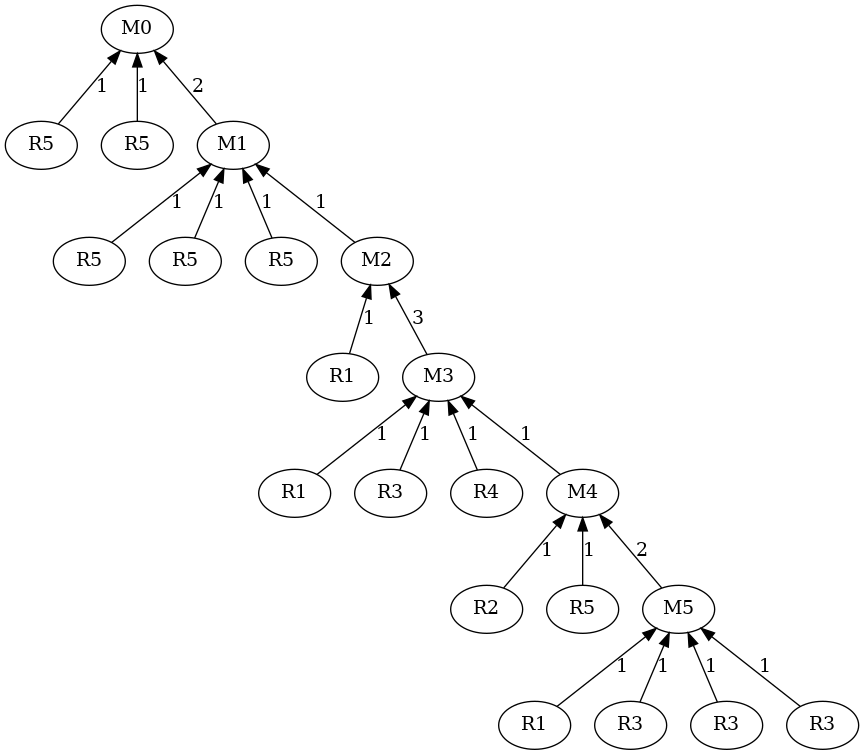 M0
1 1 2
R5 R5 M1
1 1 1 1
R5 R5 R5 M2
1 3
R1 M3
1 1 1 1
R1 R3 R4 M4
1 1 2
R2 R5 M5
1 1 1 1
R1 R3 R3 R3